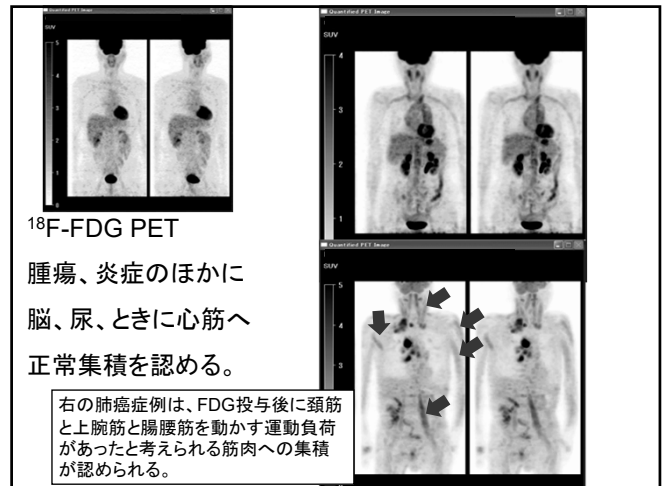 Quantified PET Image
SUV
5
4
3
2
1
0
18F-FDG PET
腫瘍、炎症のほかに
脳、尿、ときに心筋へ
正常集積を認める。
右の肺癌症例は、FDG投与後に頚筋
と上腕筋と腸腰筋を動かす運動負荷
があったと考えられる筋肉への集積
が認められる。
Quantified PET Image
SUV
4
3
2
1
Quantified PET Image
SUV
5
4
3